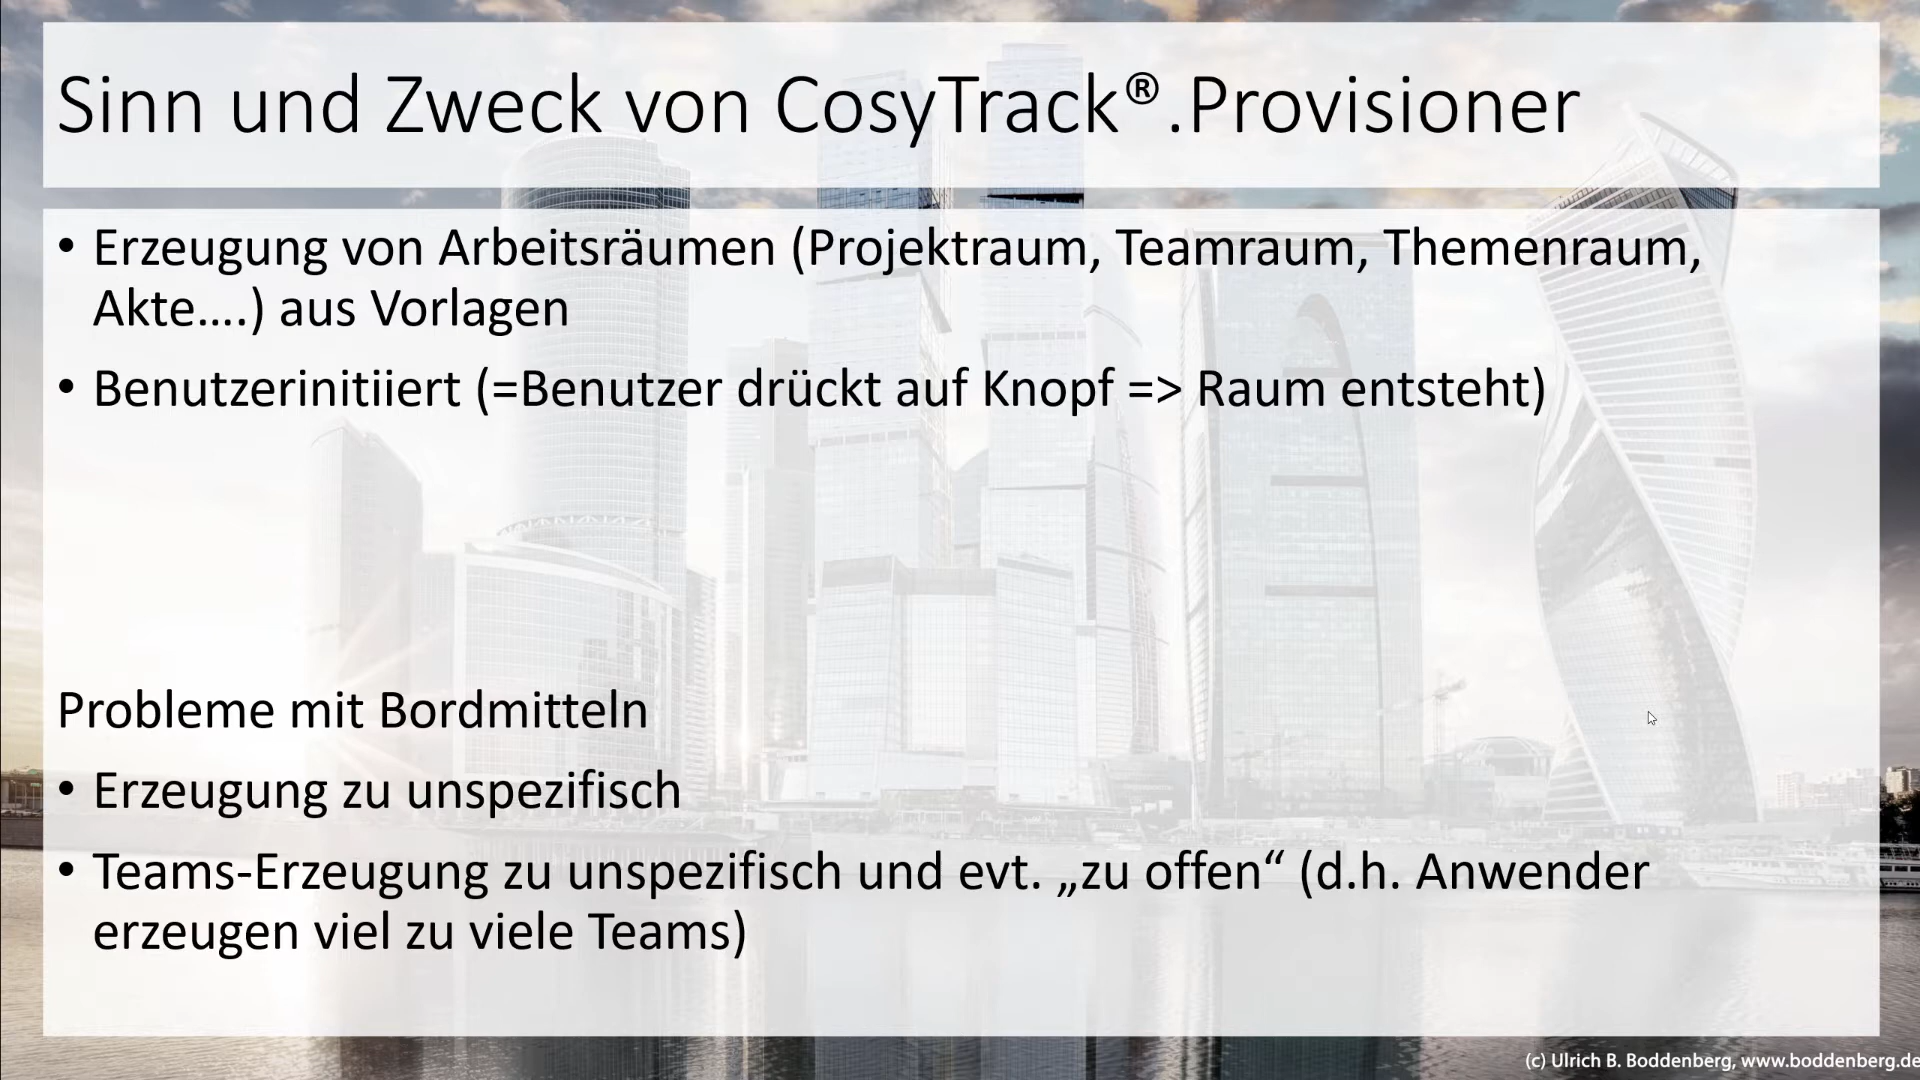 Sinn und Zweck von CosyTrack®.Provisioner
• Erzeugung von Arbeitsräumen (Projektraum, Teamraum, Themenraum,
Akte….) aus Vorlagen
• Benutzerinitiiert (=Benutzer drückt auf Knopf => Raum entsteht)
Probleme mit Bordmitteln
• Erzeugung zu unspezifisch
• Teams-Erzeugung zu unspezifisch und evt. „zu offen“ (d.h. Anwender
erzeugen viel zu viele Teams)
(c) Ulrich B. Boddenberg, www.boddenberg.de